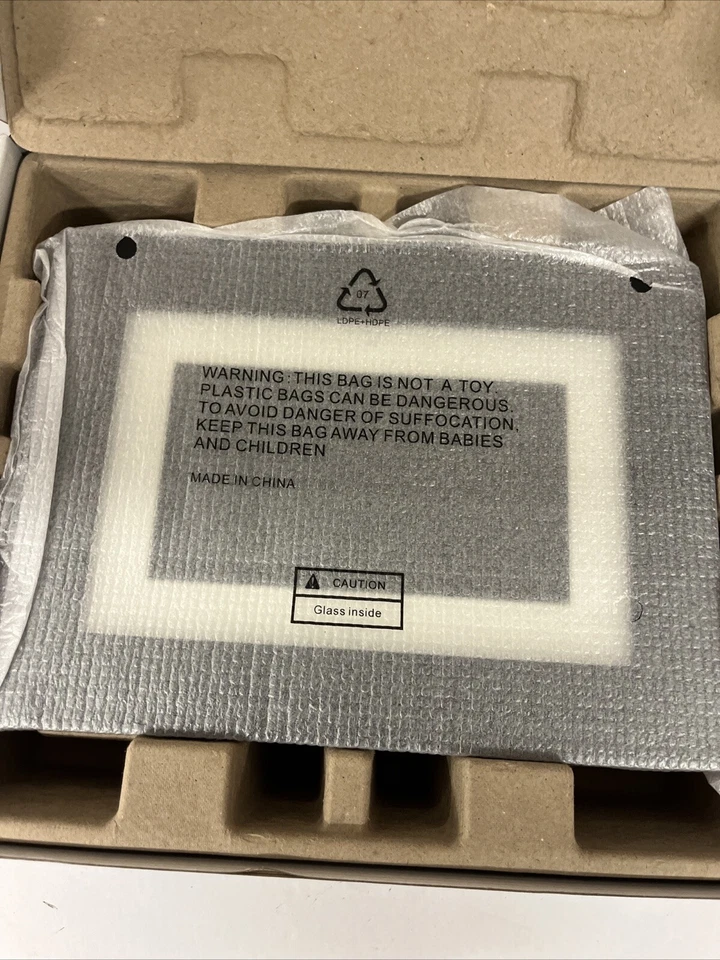 07
LDPE+HDPE
WARNING: THIS BAG IS NOT A TOY.
PLASTIC BAGS CAN BE DANGEROUS.
TO AVOID DANGER OF SUFFOCATION,
KEEP THIS BAG AWAY FROM BABIES
AND CHILDREN
MADE IN CHINA
CAUTION
Glass inside